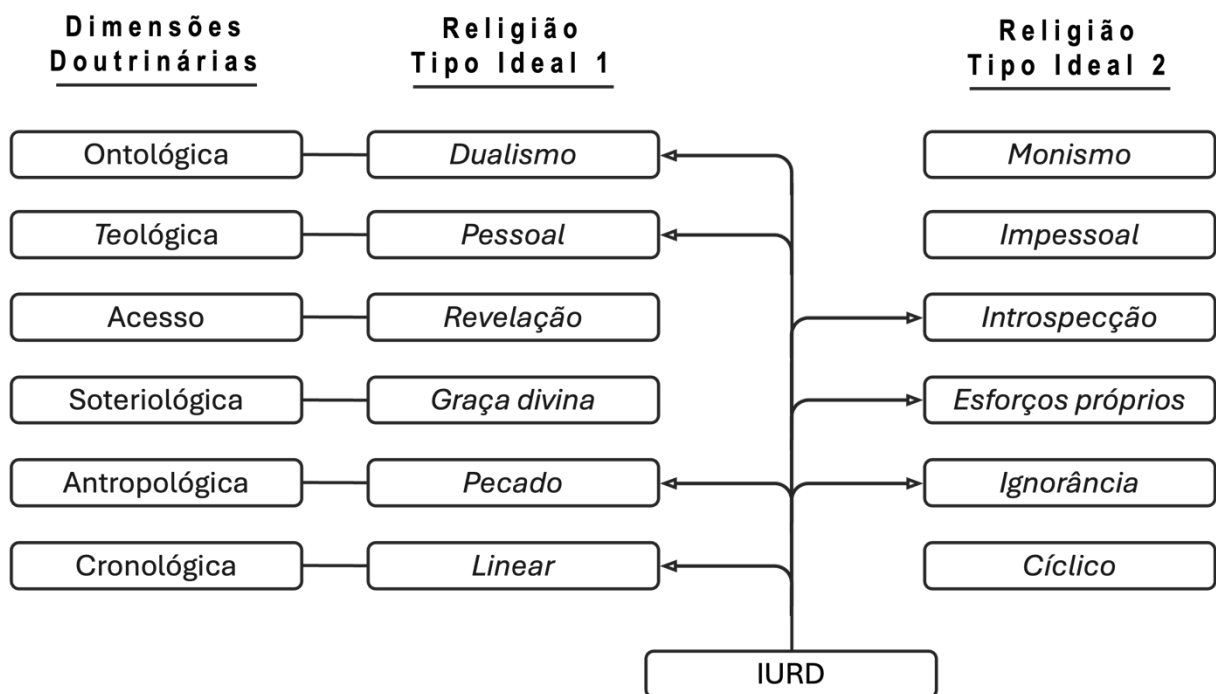 Dimensões
Doutrinárias
Religião
Tipo Ideal 1
Religião
Tipo Ideal 2
Ontológica
Dualismo
Monismo
Teológica
Pessoal
Impessoal
Acesso
Revelação
Introspecção
Soteriológica
Graça divina
Esforços próprios
Antropológica
Pecado
Ignorância
Cronológica
Linear
Cíclico
IURD